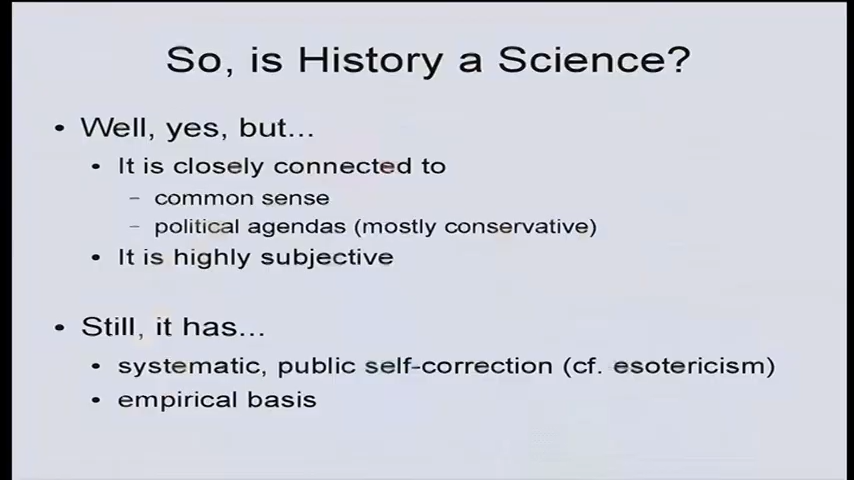 So, is History a Science?
• Well, yes, but...
• It is closely connected to
– common sense
– political agendas (mostly conservative)
• It is highly subjective
• Still, it has...
• systematic, public self-correction (cf. esotericism)
• empirical basis